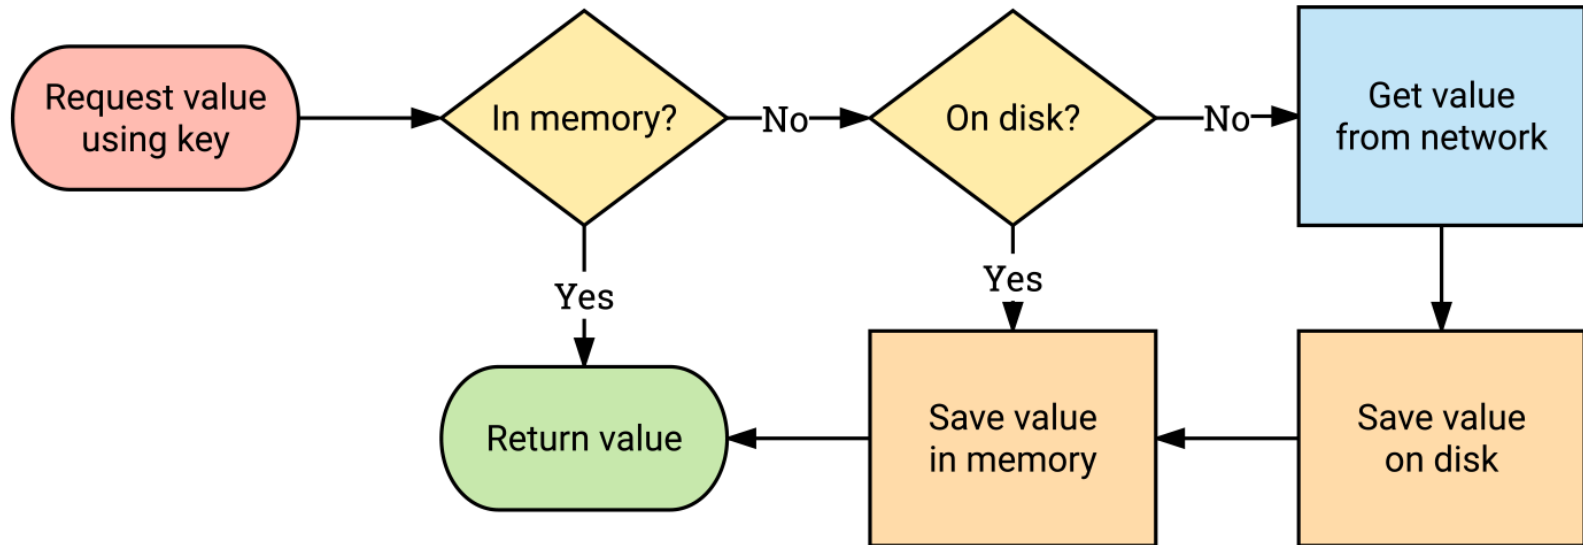 Request value
using key
In memory?
No
On disk?
No
Get value
from network
Yes
Yes
Return value
Save value
in memory
Save value
on disk